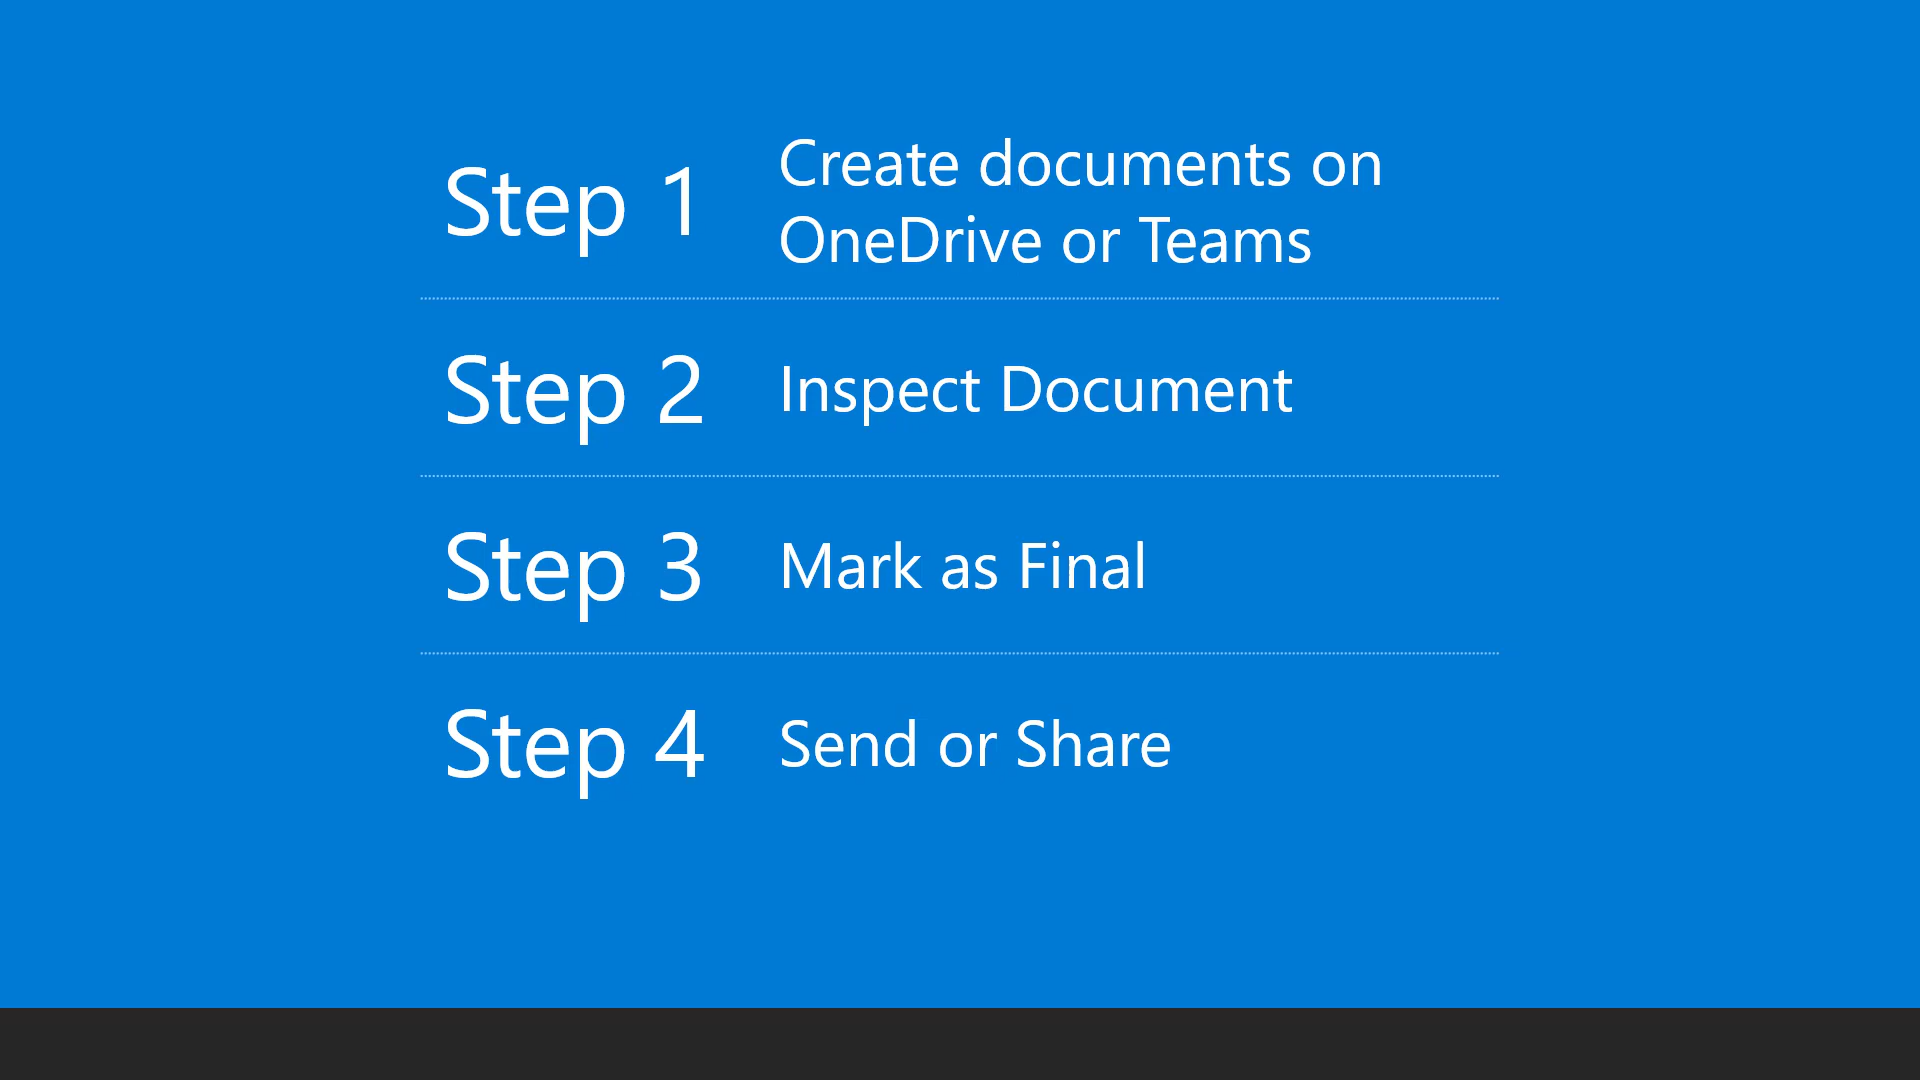 Step 1
Create documents on
OneDrive or Teams
Step 2
Inspect Document
Step 3
Mark as Final
Step 4
Send or Share